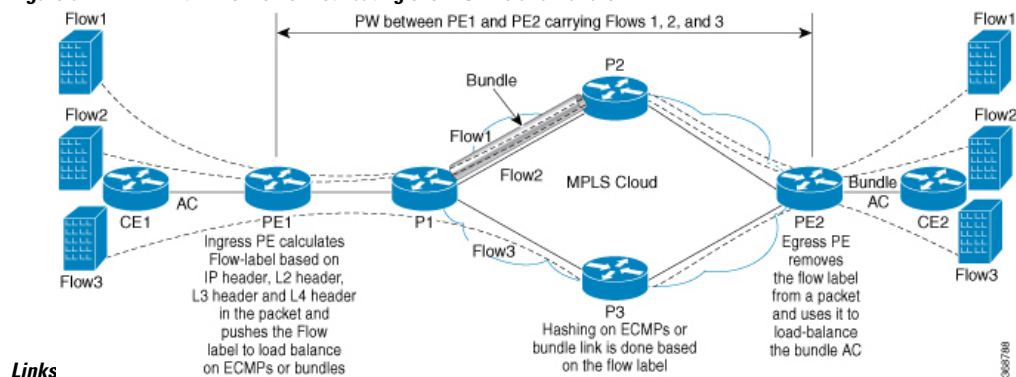 PW between PE1 and PE2 carrying Flows 1, 2, and 3
Flow1
Flow1
P2
Bundle
Flow2
Flow2
Flow1
Flow2
MPLS Cloud
CE1
AC
PE1
P1
PE2
Bundle
AC
CE2
Flow3
Flow3
Flow3
Ingress PE calculates
Flow-label based on
IP header, L2 header,
L3 header and L4 header
in the packet and
pushes the Flow
label to load balance
on ECMPs or bundles
P3
Hashing on ECMPs or
bundle link is done based
on the flow label
Egress PE
removes
the flow label
from a packet
and uses it to
load-balance
the bundle AC
Links
368788